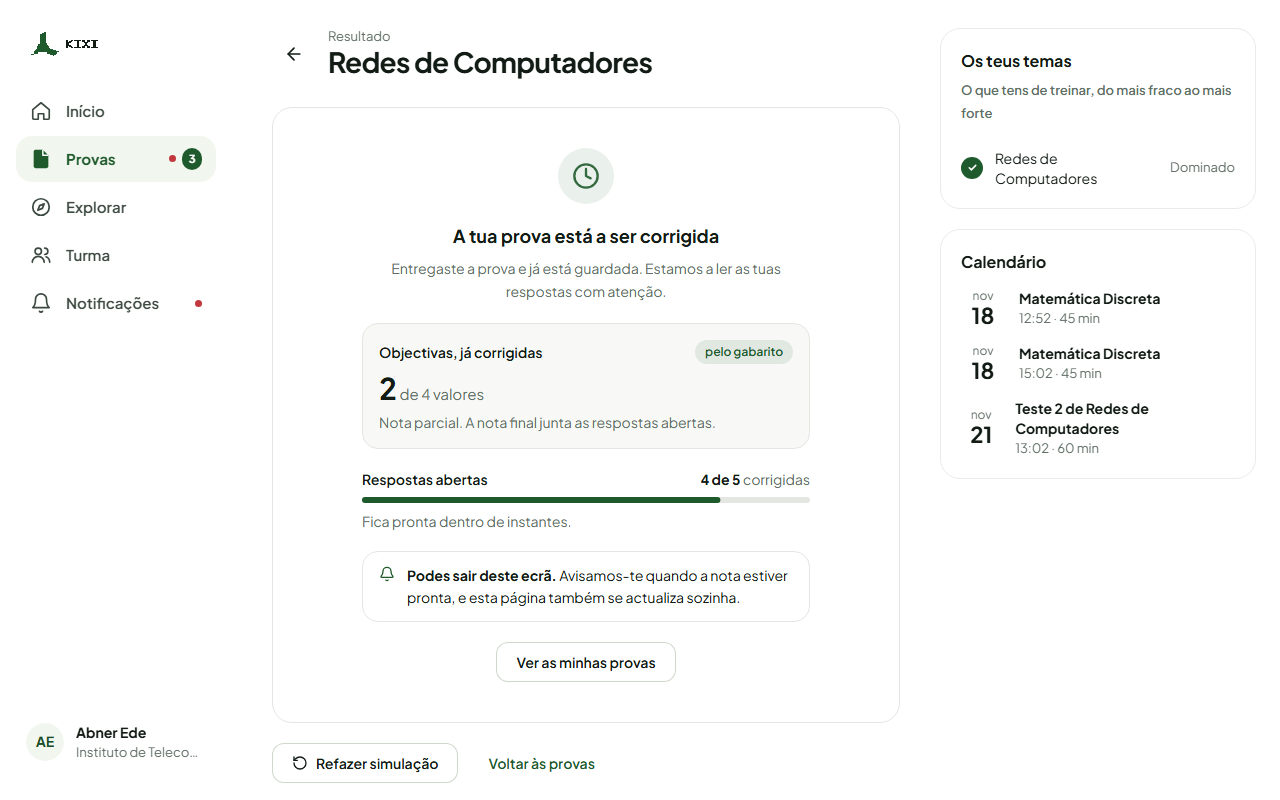 KIXI
Início
Provas
3
Explorar
Turma
Notificações
AE
Abner Ede
Instituto de Teleco...
Resultado
Redes de Computadores
A tua prova está a ser corrigida
Entregaste a prova e já está guardada. Estamos a ler as tuas
respostas com atenção.
Objectivas, já corrigidas
pelo gabarito
2 de 4 valores
Nota parcial. A nota final junta as respostas abertas.
Respostas abertas
4 de 5 corrigidas
Fica pronta dentro de instantes.
Podes sair deste ecrã. Avisamos-te quando a nota estiver
pronta, e esta página também se actualiza sozinha.
Ver as minhas provas
Refazer simulação
Voltar às provas
Os teus temas
O que tens de treinar, do mais fraco ao mais
forte
Redes de
Computadores
Dominado
Calendário
nov
18
Matemática Discreta
12:52 · 45 min
nov
18
Matemática Discreta
15:02 · 45 min
nov
21
Teste 2 de Redes de
Computadores
13:02 · 60 min